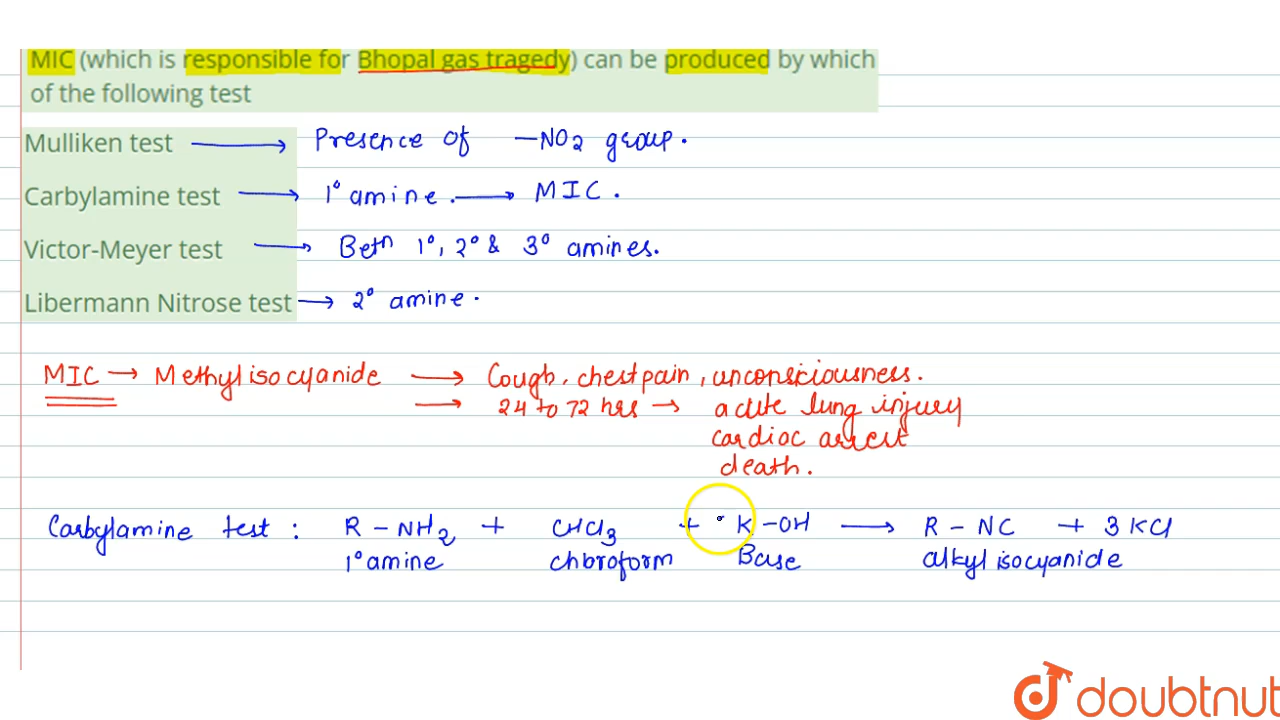 MIC (which is responsible for Bhopal gas tragedy) can be produced by which
of the following test
Mulliken test → Presence of -NO2 group.
Carbylamine test → 1° amine. → MIC.
Victor-Meyer test → Betn 1°, 2° & 3° amines.
Libermann Nitrose test → 2° amine.
MIC → Methyl isocyanide → Cough, chest pain, unconsciousness.
→ 24 to 72 hrs → acute lung injury
cardioc arrest
death.
Carbylamine test : R - NH2 + CHCl3 + K - OH → R - NC + 3 KCl
1° amine chloroform Base alkyl isocyanide
doubtnut